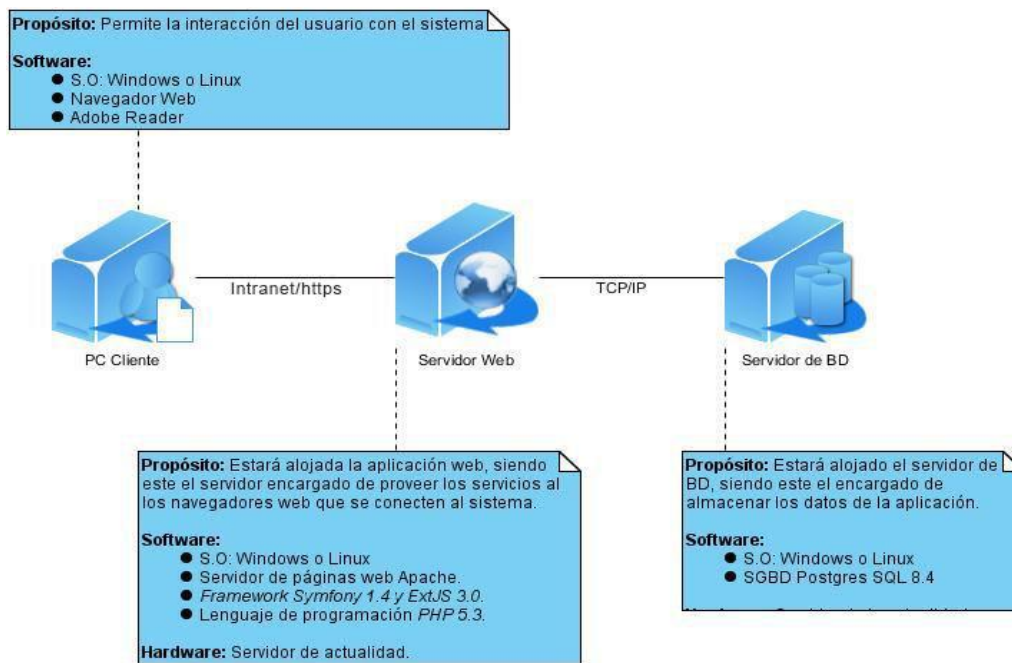 Propósito: Permite la interacción del usuario con el sistema
Software:
● S.O: Windows o Linux
● Navegador Web
● Adobe Reader
Intranet/https
TCP/IP
PC Cliente
Servidor Web
Servidor de BD
Propósito: Estará alojada la aplicación web, siendo
este el servidor encargado de proveer los servicios al
los navegadores web que se conecten al sistema.
Software:
● S.O: Windows o Linux
● Servidor de páginas web Apache.
● Framework Symfony 1.4 y ExtJS 3.0.
● Lenguaje de programación PHP 5.3.
Hardware: Servidor de actualidad.
Propósito: Estará alojado el servidor de
BD, siendo este el encargado de
almacenar los datos de la aplicación.
Software:
● S.O: Windows o Linux
● SGBD Postgres SQL 8.4